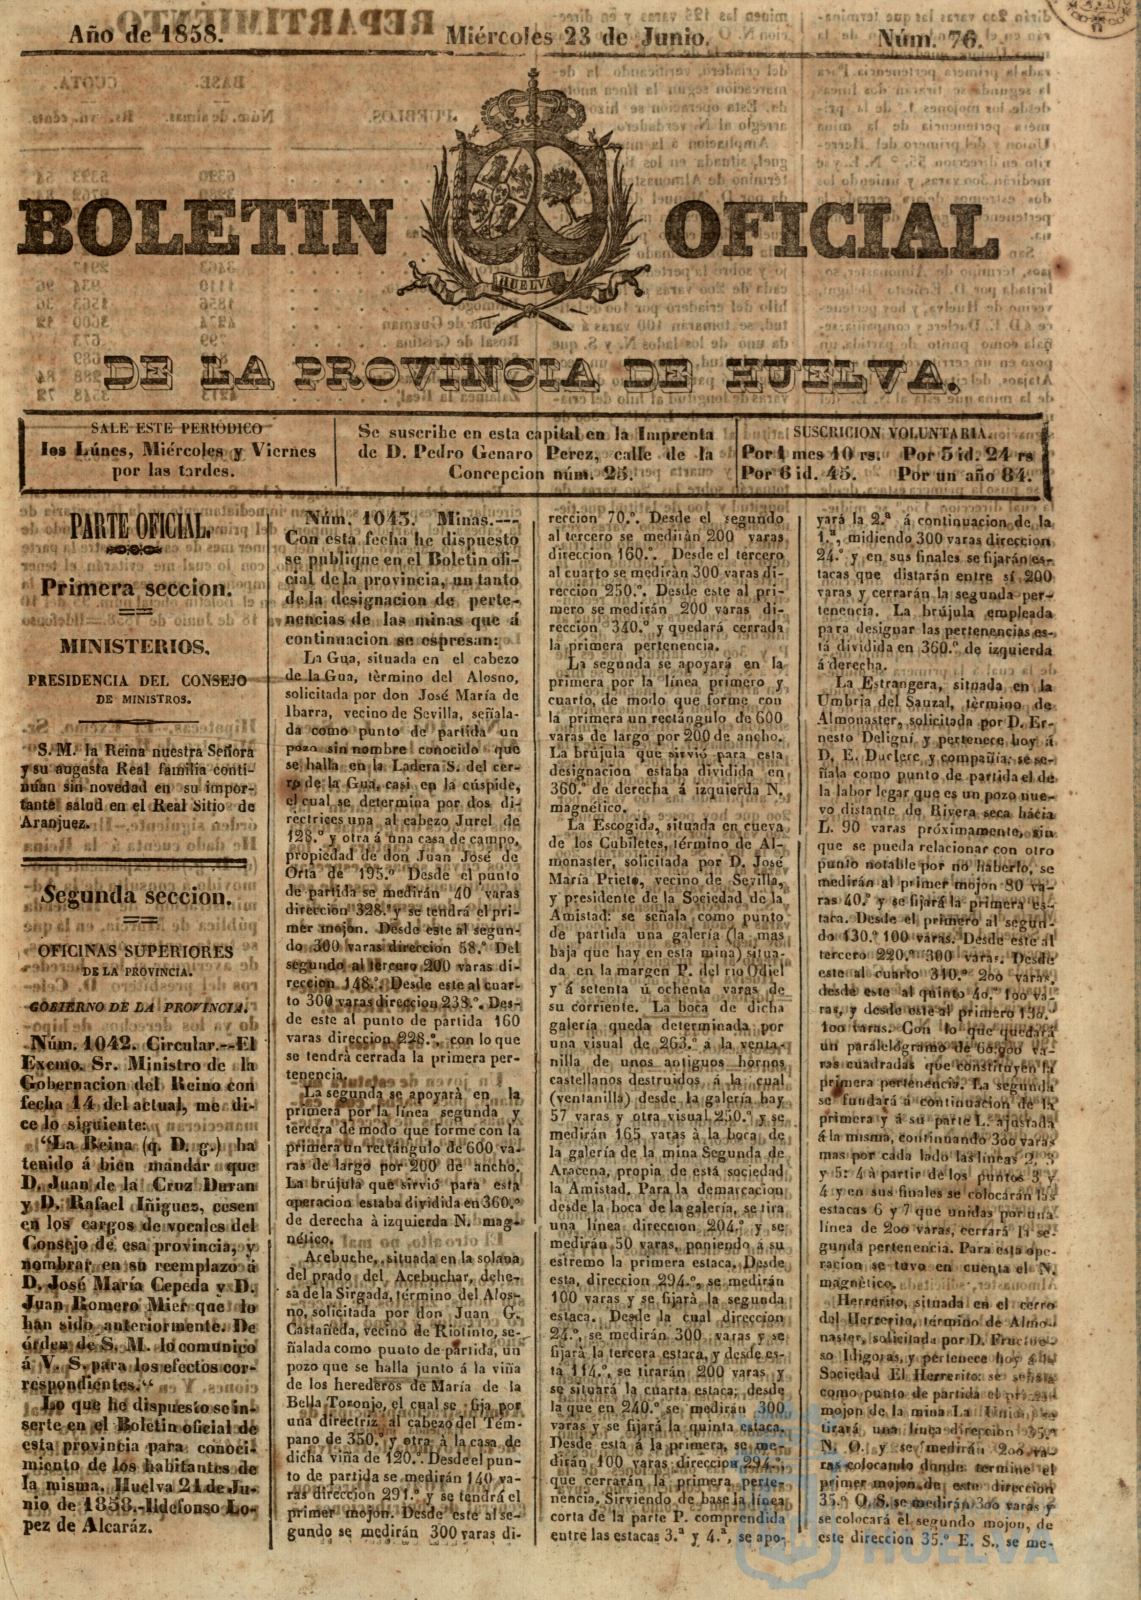 Año de 1858.
Miércoles 23 de Junio.
Núm. 76.
BOLETIN OFICIAL
HUELVA
DE LA PROVINCIA DE HUELVA.
SALE ESTE PERIÓDICO
los Lúnes, Miércoles y Viernes
por las tardes.
Se suscribe en esta capital en la Imprenta
de D. Pedro Genaro Perez, calle de la
Concepcion núm. 25.
SUSCRICION VOLUNTARIA.
Por 1 mes 10 rs. Por 3 id. 24 rs
Por 6 id. 45. Por un año 84.
PARTE OFICIAL.
Primera seccion.
MINISTERIOS.
PRESIDENCIA DEL CONSEJO
DE MINISTROS.
S. M. la Reina nuestra Señora
y su augusta Real familia conti-
núan sin novedad en su impor-
tante salud en el Real Sitio de
Aranjuez.
Segunda seccion.
OFICINAS SUPERIORES
DE LA PROVINCIA.
GOBIERNO DE LA PROVINCIA.
Núm. 1042. Circular.--El
Excmo. Sr. Ministro de la
Gobernacion del Reino con
fecha 14 del actual, me di-
ce lo siguiente:
"La Reina (q. D. g.) ha
tenido á bien mandar que
D. Juan de la Cruz Duran
y D. Rafael Iñiguez, cesen
en los cargos de vocales del
Consejo de esa provincia, y
nombrar en su reemplazo á
D. José María Cepeda y D.
Juan Romero Mier que lo
han sido anteriormente. De
órden de S. M. lo comunico
á V. S. para los efectos cor-
respondientes."
Lo que he dispuesto se in-
serte en el Boletin oficial de
esta provincia para conoci-
miento de los habitantes de
la misma. Huelva 21 de Ju-
nio de 1858.-Ildefonso Lo-
pez de Alcaráz.
Núm. 1043. Minas.---
Con esta fecha he dispuesto
se publique en el Boletin ofi-
cial de la provincia, un tanto
de la designacion de perte-
nencias de las minas que á
continuacion se espresan:
La Gua, situada en el cabezo
de la Gua, término del Alosno,
solicitada por don José María de
Ibarra, vecino de Sevilla, señala-
da como punto de partida un
pozo sin nombre conocido que
se halla en la Ladera S. del cer-
ro de la Gua, casi en la cúspide,
el cual se determina por dos di-
rectrices una al cabezo Jurel de
128.° y otra á una casa de campo,
propiedad de don Juan José de
Orta de 195.° Desde el punto
de partida se medirán 40 varas
direccion 328.° y se tendrá el pri-
mer mojon. Desde este al segun-
do 300 varas direccion 58.° Del
segundo al tercero 200 varas di-
reccion 148.° Desde este al cuar-
to 300 varas direccion 238.°. Des-
de este al punto de partida 160
varas direccion 228.°, con lo que
se tendrá cerrada la primera per-
tenencia.
La segunda se apoyará en la
primera por la línea segunda y
tercera de modo que forme con la
primera un rectángulo de 600 va-
ras de largo por 200 de ancho.
La brújula que sirvió para esta
operacion estaba dividida en 360.°
de derecha á izquierda N. mag-
nético.
Acebuche, situada en la solana
del prado del Acebuchar, dehe-
sa de la Sirgada, término del Alos-
no, solicitada por don Juan G.
Castañeda, vecino de Riotinto, se-
ñalada como punto de partida, un
pozo que se halla junto á la viña
de los herederos de María de la
Bella Toronjo, el cual se fija por
una directriz al cabezo del Tém-
pano de 350.° y otra á la casa de
dicha viña de 120.° Desde el pun-
to de partida se medirán 140 va-
ras direccion 291.° y se tendrá el
primer mojon. Desde este al se-
gundo se medirán 300 varas di-
reccion 70.°. Desde el segundo
al tercero se medirán 200 varas
direccion 160.°. Desde el tercero
al cuarto se medirán 300 varas di-
reccion 250.°. Desde este al pri-
mero se medirán 200 varas di-
reccion 340.° y quedará cerrada
la primera pertenencia.
La segunda se apoyará en la
primera por la línea primero y
cuarto, de modo que forme con
la primera un rectángulo de 600
varas de largo por 200 de ancho.
La brújula que sirvió para esta
designacion estaba dividida en
360.° de derecha á izquierda N.
magnético.
La Escogida, situada en cueva
de los Cubiletes, término de Al-
monaster, solicitada por D. José
María Prieto, vecino de Sevilla,
y presidente de la Sociedad de la
Amistad: se señala como punto
de partida una galería (la mas
baja que hay en esta mina) situa-
da en la margen P. del rio Odiel
y á setenta ú ochenta varas de
su corriente. La boca de dicha
galería queda determinada por
una visual de 263.° á la venta-
nilla de unos antiguos hornos
castellanos destruidos á la cual
(ventanilla) desde la galería hay
57 varas y otra visual 250.° y se
medirán 165 varas á la boca de
la galería de la mina Segunda de
Aracena, propia de está sociedad
la Amistad. Para la demarcacion
desde la boca de la galería, se tira
una línea direccion 204.° y se
medirán 50 varas, poniendo á su
estremo la primera estaca. Desde
esta, direccion 294.°, se medirán
100 varas y se fijará la segunda
estaca. Desde la cual direccion
24.°, se medirán 300 varas y se
fijará la tercera estaca, y desde es-
ta 114.°, se tirarán 200 varas y
se situará la cuarta estaca; desde
la que en 240.° se medirán 300
varas y se fijará la quinta estaca.
Desde está á la primera, se me-
dirán 100 varas direccion 294.°,
que cerrarán la primera perte-
nencia. Sirviendo de base la línea
corta de la parte P. comprendida
entre las estacas 3.ª y 4.ª, se apo-
yará la 2.ª á continuacion de la
1.ª, midiendo 300 varas direccion
24.° y en sus finales se fijarán es-
tacas que distarán entre sí 200
varas y cerrarán la segunda per-
tenencia. La brújula empleada
para designar las pertenencias es-
tá dividida en 360.° de izquierda
á derecha.
La Estrangera, situada en la
Umbria del Sauzal, término de
Almonaster, solicitada por D. Er-
nesto Deligni, y pertenece hoy á
D. E. Duclerc y compañia; se se-
ñala como punto de partida el de
la labor legar que es un pozo nue-
vo distante de Rivera seca hácia
L. 90 varas próximamente, sin
que se pueda relacionar con otro
punto notable por no haberlo, se
medirán al primer mojon 80 va-
ras 40.° y se fijará la primera es-
taca. Desde el primero al segun-
do 130.° 100 varas. Desde este al
tercero 220.° 300 varas. Desde
este al cuarto 310.° 200 varas,
desde este al quinto 40.° 100 va-
ras, y desde este al primero 130.°
100 varas. Con lo que quedará
un paralelógramo de 60.000 va-
ras cuadradas que constituyen la
primera pertenencia. La segunda
se fundará á continuacion de la
primera y á su parte L. ajustada
á la misma, continuando 300 varas
mas por cada lado las líneas 2, 3
y 5: 4 á partir de los puntos 3 y
4 y en sus finales se colocarán las
estacas 6 y 7 que unidas por una
línea de 200 varas, cerrará la se-
gunda pertenencia. Para esta ope-
racion se tuvo en cuenta el N.
magnético.
Herrerito, situada en el cerro
del Herrerito, término de Almo-
naster, solicitada por D. Fructuo-
so Idigoras, y pertenece hoy á la
Sociedad El Herrerito: se señala
como punto de partida el primer
mojon de la mina La Union, se
tirará una línea direccion 35.°
N. O. y se medirán 200 va-
ras colocando donde termine el
primer mojon, de este direccion
35.° O. S. se medirán 300 varas y
se colocará el segundo mojon, de
este direccion 35.° E. S., se me-
HUELVA